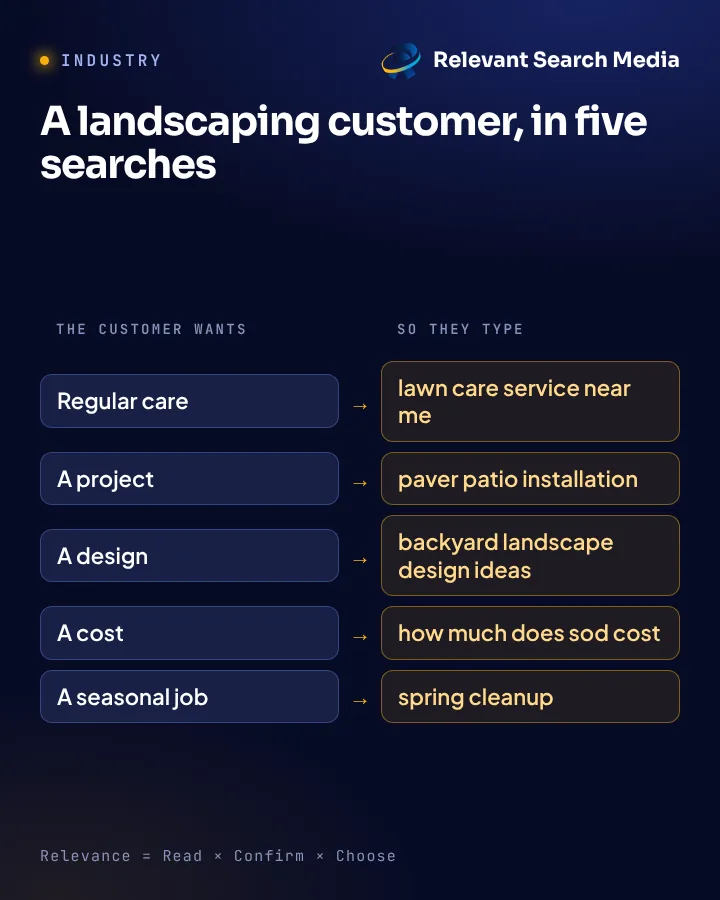 INDUSTRY
Relevant Search Media
A landscaping customer, in five
searches
THE CUSTOMER WANTS
SO THEY TYPE
Regular care
→
lawn care service near
me
A project
→
paver patio installation
A design
→
backyard landscape
design ideas
A cost
→
how much does sod cost
A seasonal job
→
spring cleanup
Relevance = Read × Confirm × Choose